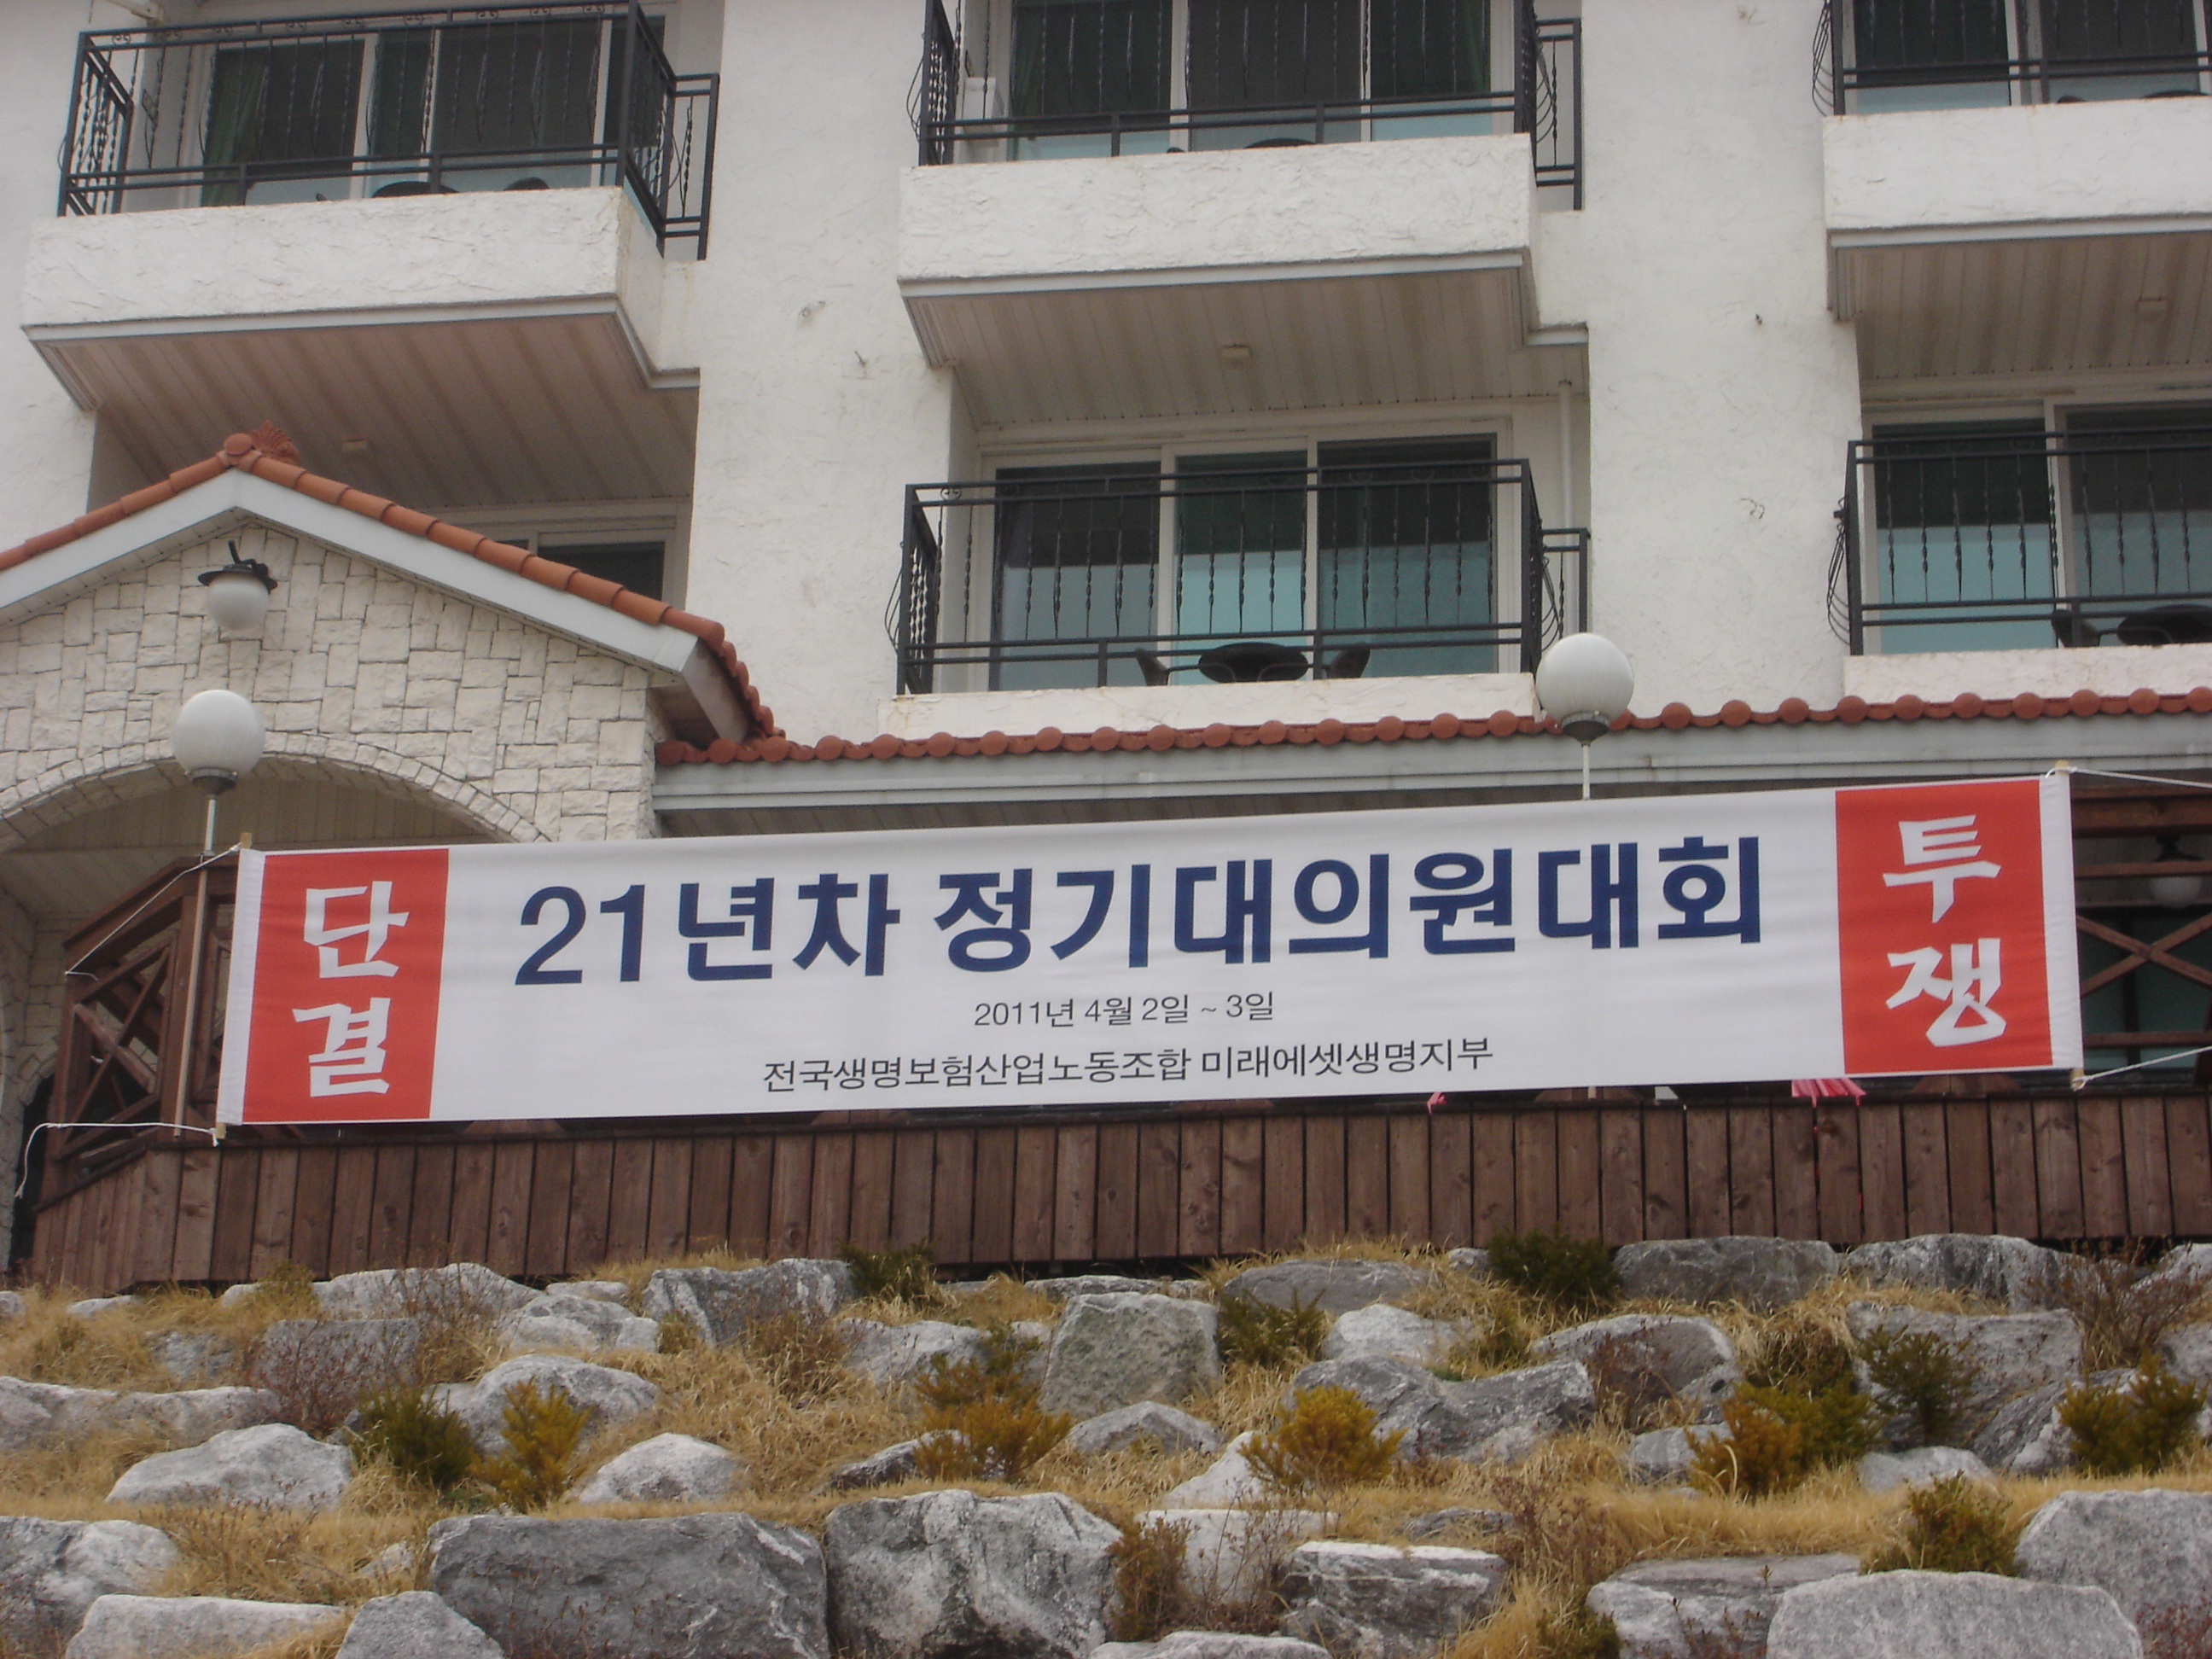 단결
21년차 정기대의원대회
2011년 4월 2일 ~ 3일
전국생명보험산업노동조합 미래에셋생명지부
투쟁